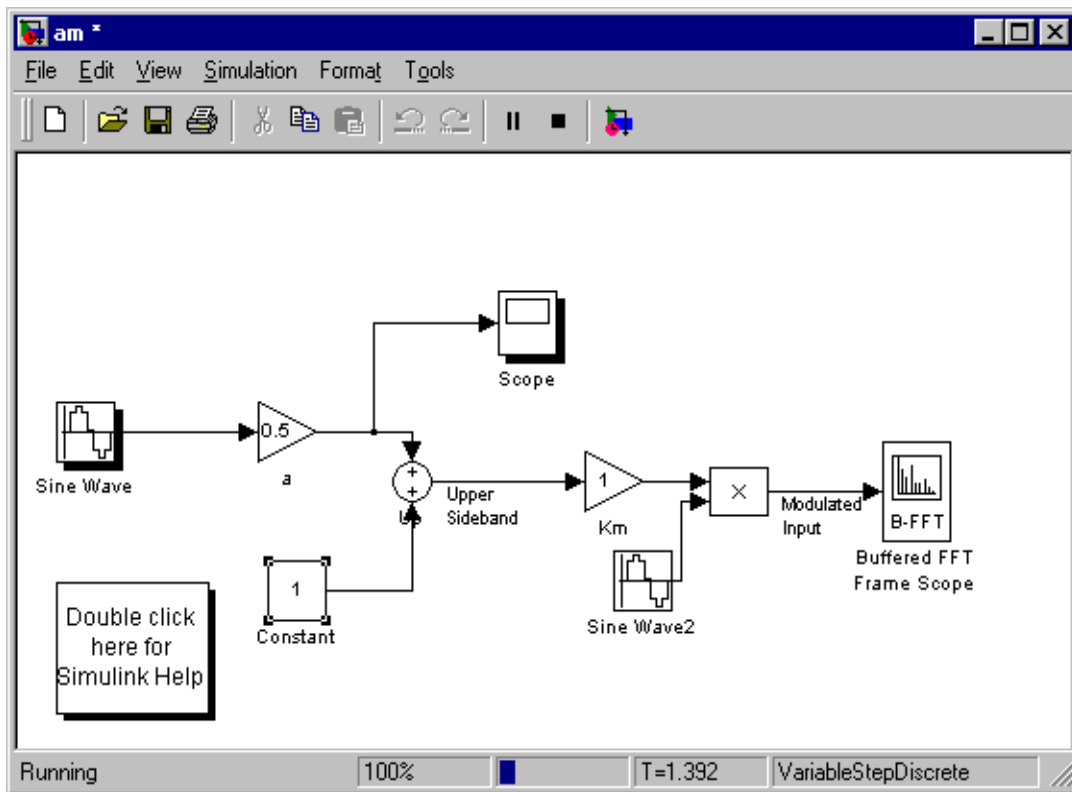 am *
File Edit View Simulation Format Tools
Scope
0.5
Sine Wave
a
+
+
Up
Upper
Sideband
1
Km
×
Modulated
Input
B-FFT
Buffered FFT
Frame Scope
1
Constant
Sine Wave2
Double click
here for
Simulink Help
Running 100% T=1.392 VariableStepDiscrete